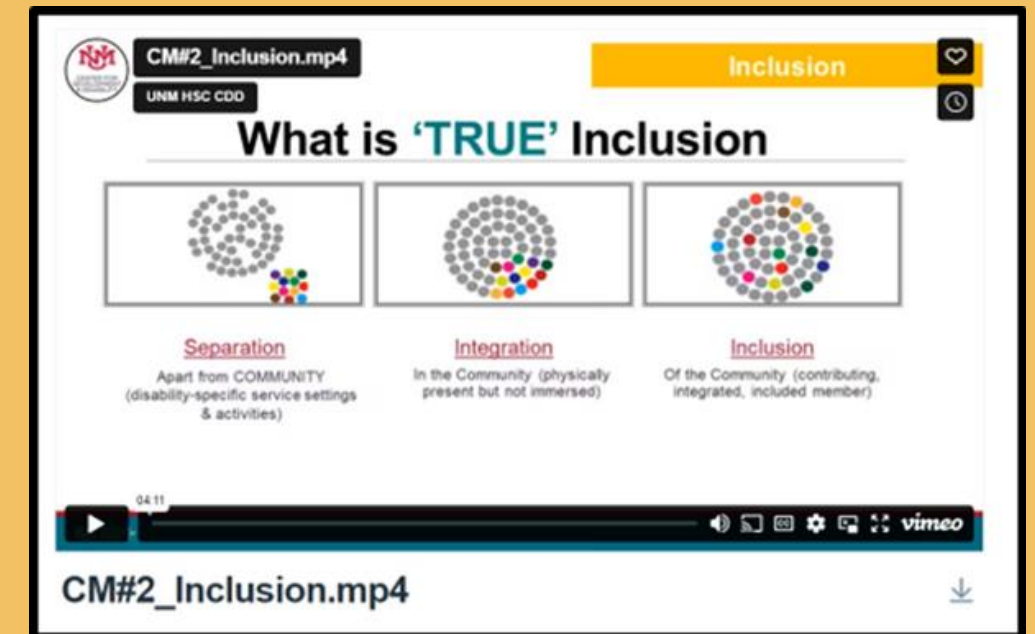 CM#2_Inclusion.mp4
UNM HSC CDD
Inclusion
What is ‘TRUE’ Inclusion
Separation
Apart from COMMUNITY
(disability-specific service settings
& activities)
Integration
In the Community (physically
present but not immersed)
Inclusion
Of the Community (contributing,
integrated, included member)
04:11
CC
vimeo
CM#2_Inclusion.mp4